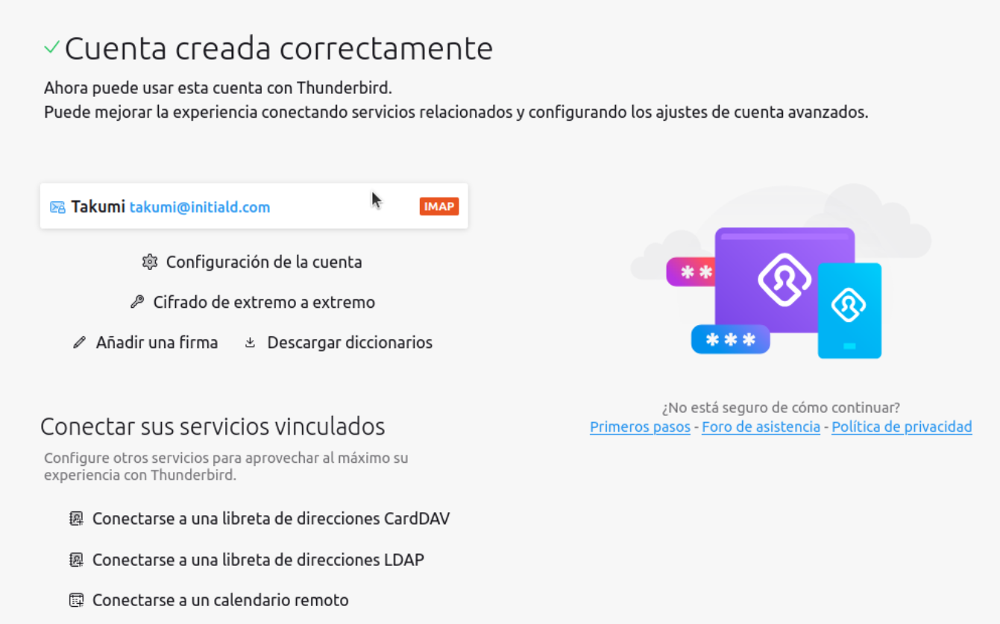 Cuenta creada correctamente
Ahora puede usar esta cuenta con Thunderbird.
Puede mejorar la experiencia conectando servicios relacionados y configurando los ajustes de cuenta avanzados.
Takumi takumi@initiald.com IMAP
Configuración de la cuenta
Cifrado de extremo a extremo
Añadir una firma Descargar diccionarios
** 
***
¿No está seguro de cómo continuar?
Primeros pasos - Foro de asistencia - Política de privacidad
Conectar sus servicios vinculados
Configure otros servicios para aprovechar al máximo su
experiencia con Thunderbird.
Conectarse a una libreta de direcciones CardDAV
Conectarse a una libreta de direcciones LDAP
Conectarse a un calendario remoto